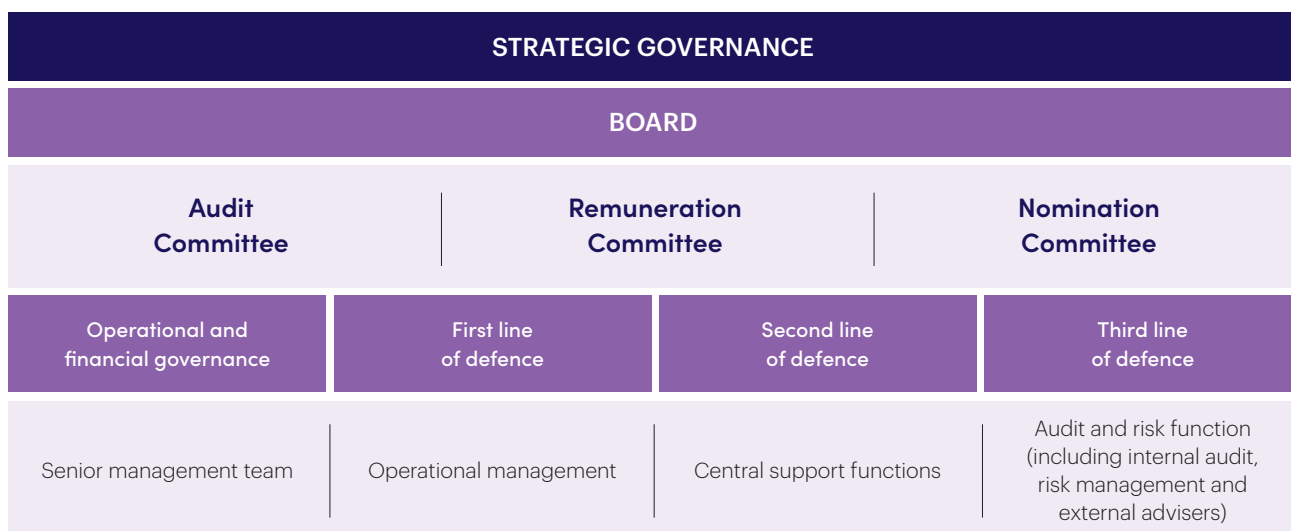 STRATEGIC GOVERNANCE
BOARD
Audit
Committee
Remuneration
Committee
Nomination
Committee
Operational and
financial governance
First line
of defence
Second line
of defence
Third line
of defence
Senior management team
Operational management
Central support functions
Audit and risk function
(including internal audit,
risk management and
external advisers)